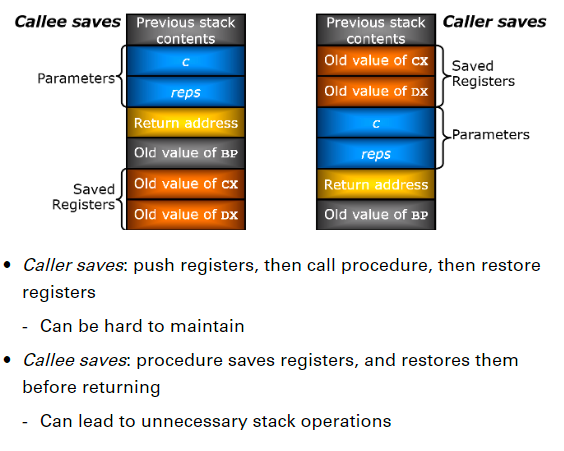 Callee saves
Previous stack
contents
Parameters
c
reps
Return address
Old value of BP
Saved
Registers
Old value of CX
Old value of DX
Previous stack
contents
Caller saves
Old value of CX
Old value of DX
Saved
Registers
c
reps
Parameters
Return address
Old value of BP
• Caller saves: push registers, then call procedure, then restore
registers
- Can be hard to maintain
• Callee saves: procedure saves registers, and restores them
before returning
- Can lead to unnecessary stack operations